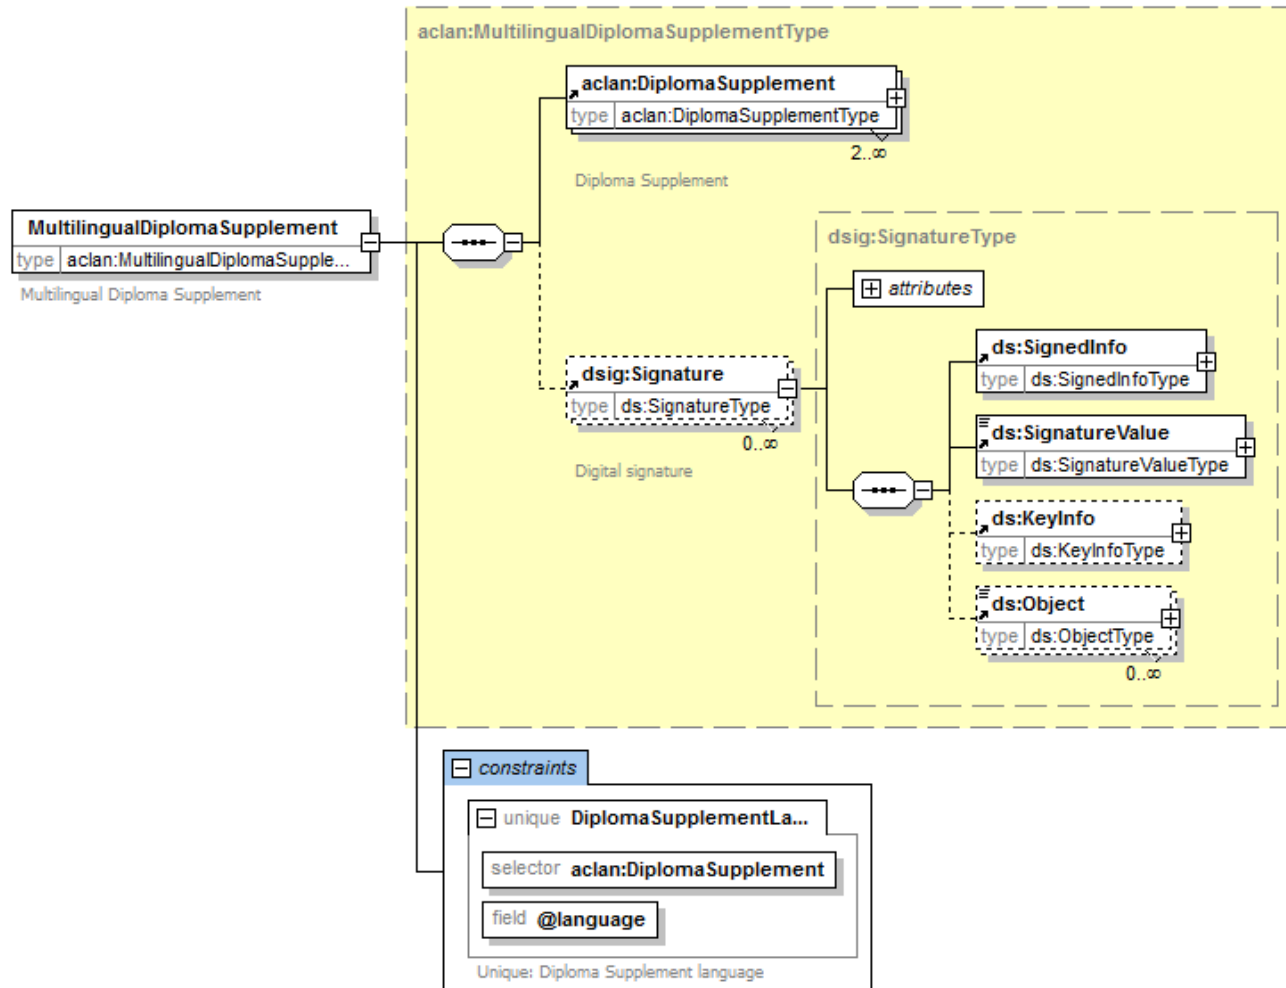 aclan:MultilingualDiplomaSupplementType
aclan:DiplomaSupplement
type aclan:DiplomaSupplementType
2..∞
Diploma Supplement
MultilingualDiplomaSupplement
type aclan:MultilingualDiplomaSupple...
Multilingual Diploma Supplement
dsig:SignatureType
attributes
dsig:Signature
type ds:SignatureType
0..∞
Digital signature
ds:SignedInfo
type ds:SignedInfoType
ds:SignatureValue
type ds:SignatureValueType
ds:KeyInfo
type ds:KeyInfoType
ds:Object
type ds:ObjectType
0..∞
constraints
unique DiplomaSupplementLa...
selector aclan:DiplomaSupplement
field @language
Unique: Diploma Supplement language